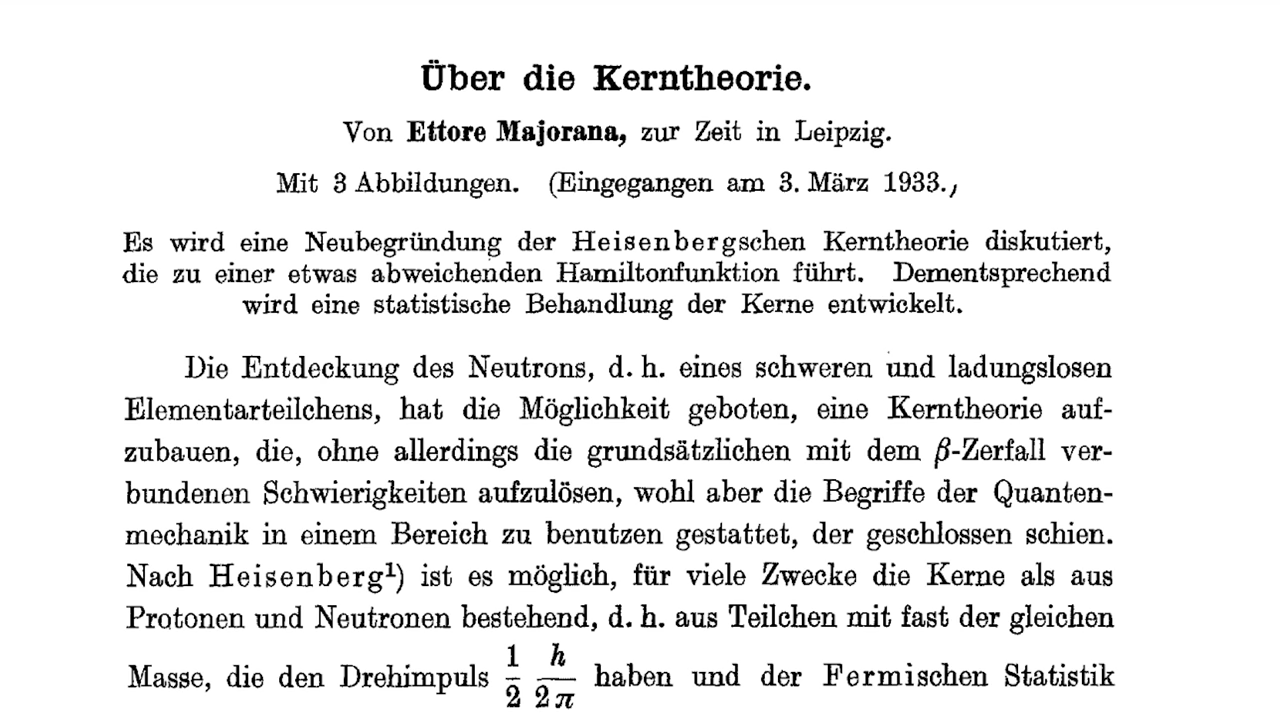 Über die Kerntheorie.
Von Ettore Majorana, zur Zeit in Leipzig.
Mit 3 Abbildungen. (Eingegangen am 3. März 1933.)
Es wird eine Neubegründung der Heisenbergschen Kerntheorie diskutiert,
die zu einer etwas abweichenden Hamiltonfunktion führt. Dementsprechend
wird eine statistische Behandlung der Kerne entwickelt.
Die Entdeckung des Neutrons, d. h. eines schweren und ladungslosen
Elementarteilchens, hat die Möglichkeit geboten, eine Kerntheorie auf-
zubauen, die, ohne allerdings die grundsätzlichen mit dem β-Zerfall ver-
bundenen Schwierigkeiten aufzulösen, wohl aber die Begriffe der Quanten-
mechanik in einem Bereich zu benutzen gestattet, der geschlossen schien.
Nach Heisenberg¹) ist es möglich, für viele Zwecke die Kerne als aus
Protonen und Neutronen bestehend, d. h. aus Teilchen mit fast der gleichen
Masse, die den Drehimpuls 1/2 h/2π haben und der Fermischen Statistik